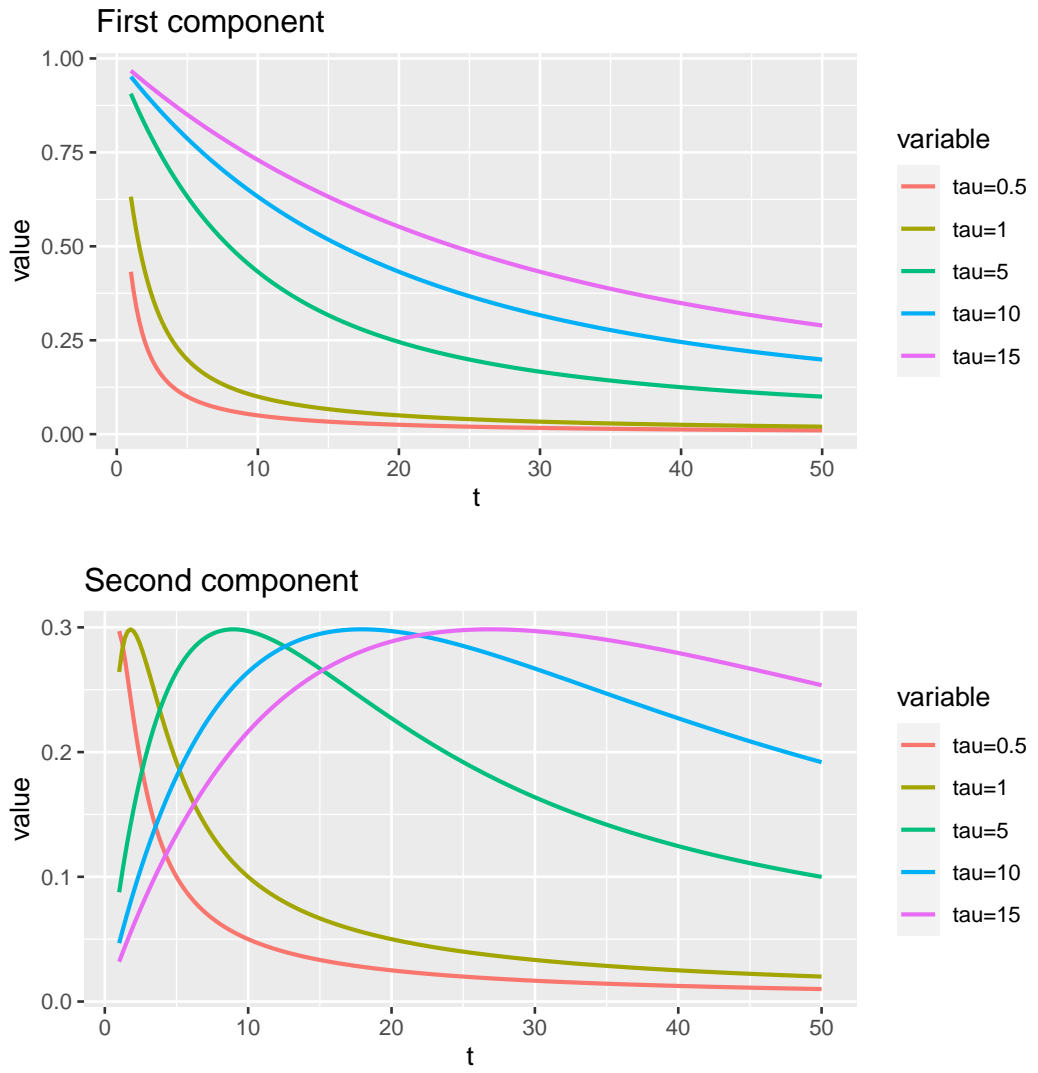 First component
1.00
0.75
0.50
0.25
0.00
value
0 10 20 30 40 50
t
variable
tau=0.5
tau=1
tau=5
tau=10
tau=15
Second component
0.3
0.2
0.1
0.0
value
0 10 20 30 40 50
t
variable
tau=0.5
tau=1
tau=5
tau=10
tau=15